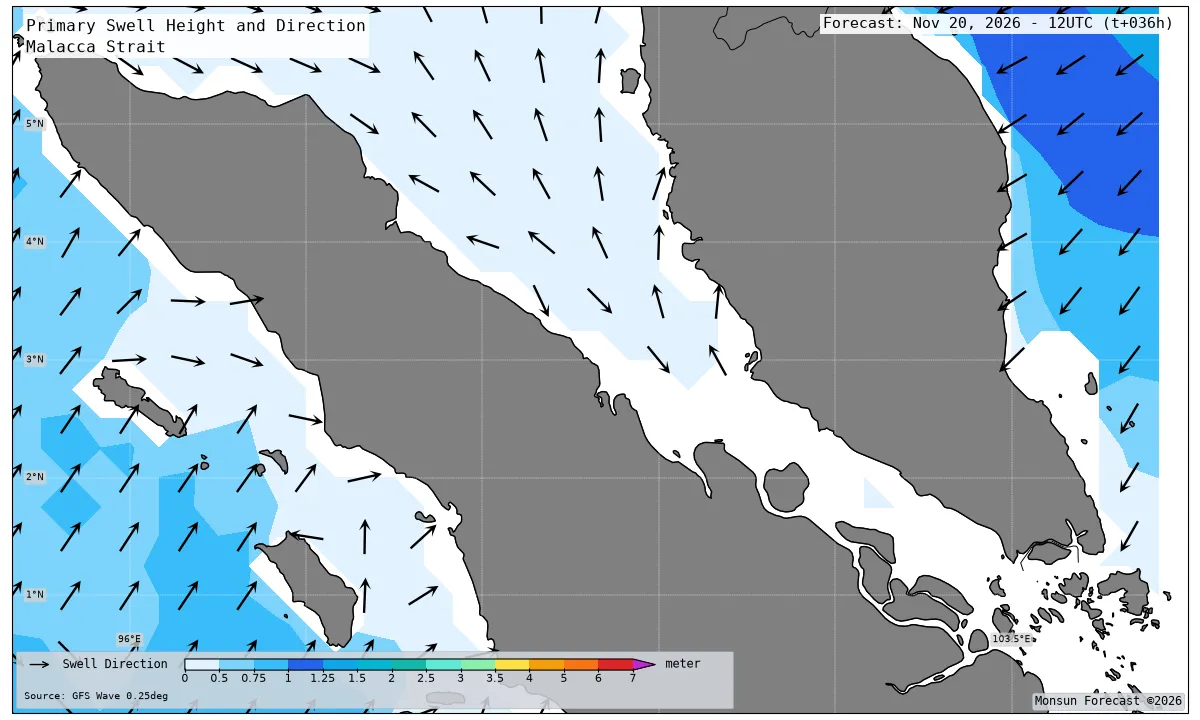 Primary Swell Height and Direction
Malacca Strait
Forecast: Nov 20, 2026 - 12UTC (t+036h)
5°N
4°N
3°N
2°N
1°N
96°E
103.5°E
Swell Direction
meter
0 0.5 0.75 1 1.25 1.5 2 2.5 3 3.5 4 5 6 7
Source: GFS Wave 0.25deg
Monsun Forecast ©2026